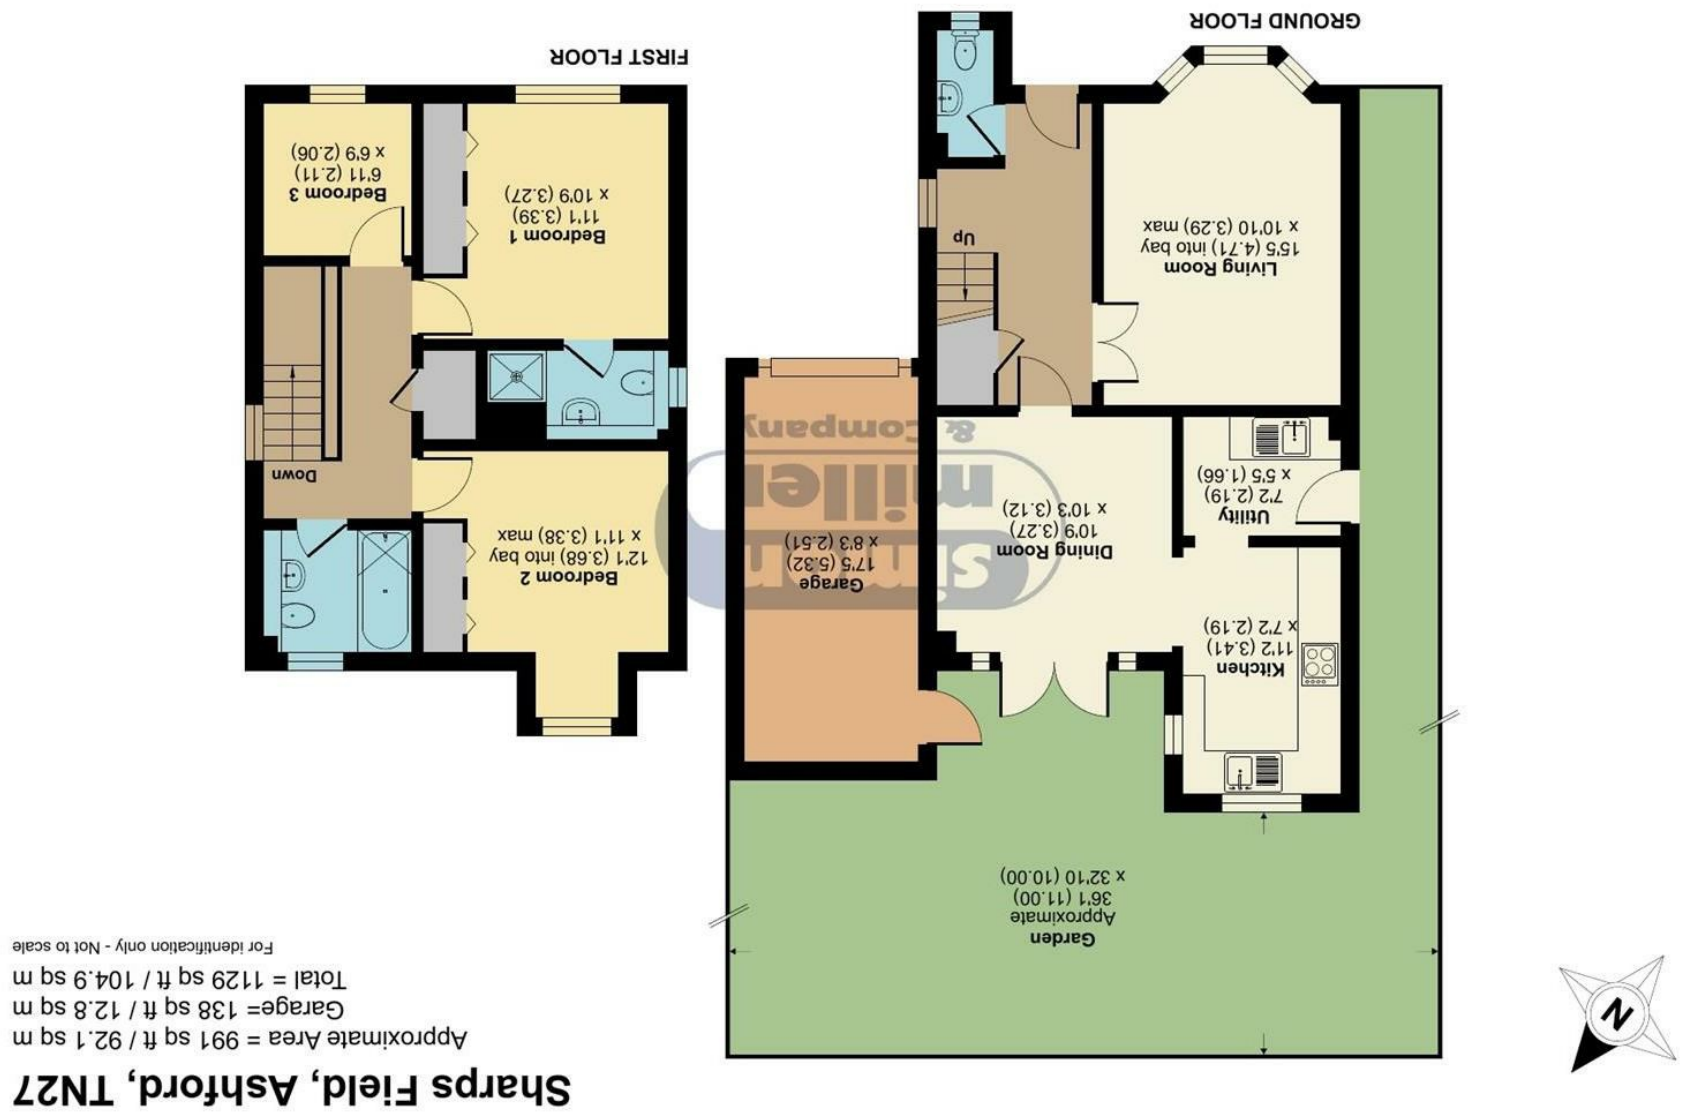 Sharps Field, Ashford, TN27
Approximate Area = 991 sq ft / 92.1 sq m
Garage= 138 sq ft / 12.8 sq m
Total = 1129 sq ft / 104.9 sq m
For identification only - Not to scale
N
Garden
Approximate
36'1 (11.00)
x 32'10 (10.00)
Kitchen
11'2 (3.41)
x 7'2 (2.19)
Dining Room
10'9 (3.27)
x 10'3 (3.12)
Garage
17'5 (5.32)
x 8'3 (2.51)
Utility
7'2 (2.19)
x 5'5 (1.66)
simon
miller
& Company
Living Room
15'5 (4.71) into bay
x 10'10 (3.29) max
Up
GROUND FLOOR
Bedroom 2
12'1 (3.68) into bay
x 11'1 (3.38) max
Down
Bedroom 1
11'1 (3.39)
x 10'9 (3.27)
Bedroom 3
6'11 (2.11)
x 6'9 (2.06)
FIRST FLOOR